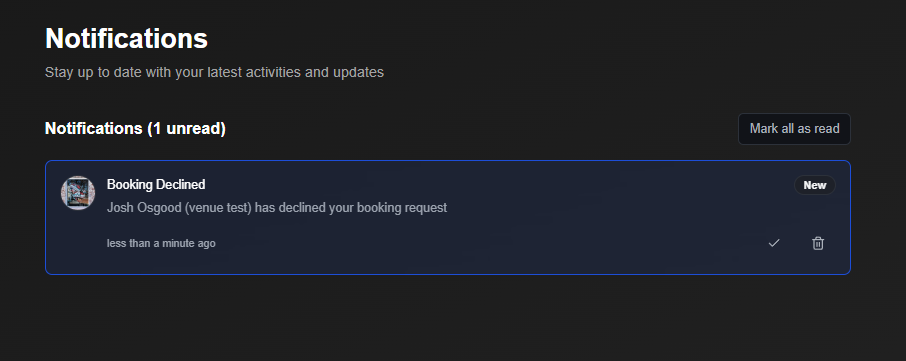 Notifications
Stay up to date with your latest activities and updates
Notifications (1 unread)
Mark all as read
Booking Declined
New
Josh Osgood (venue test) has declined your booking request
less than a minute ago